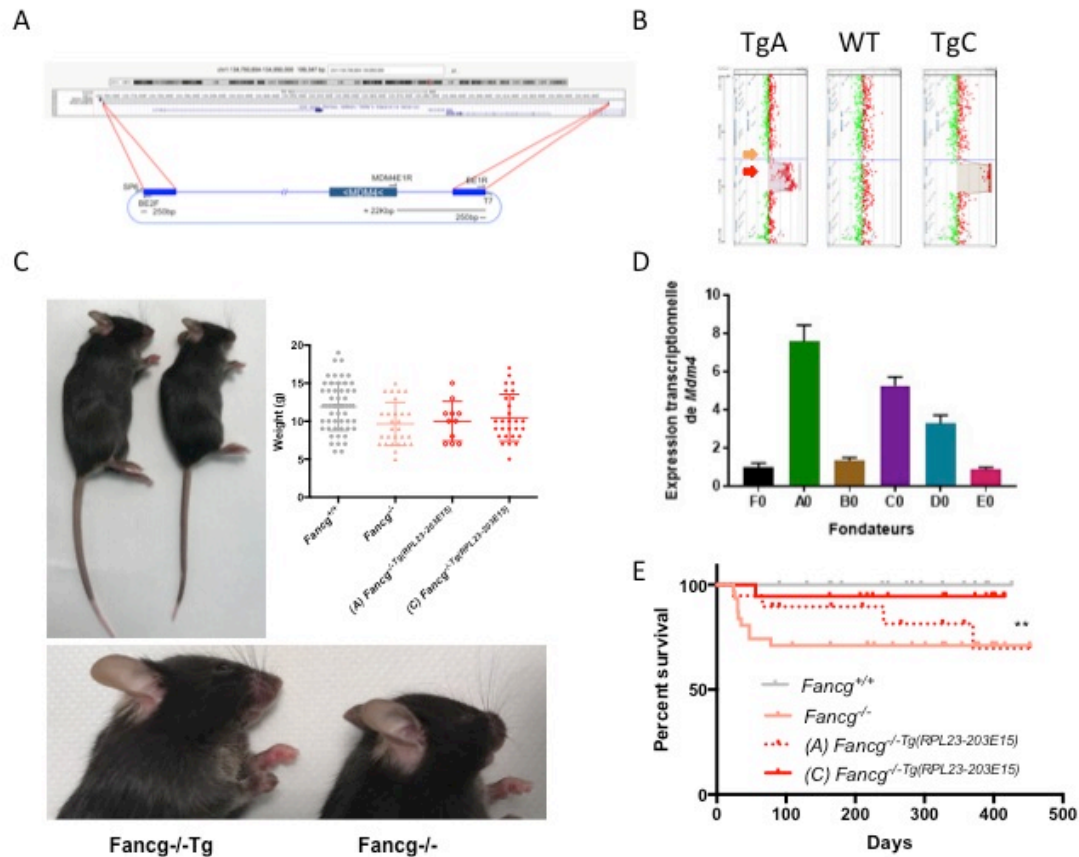 A
SP6
BE2F
250bp
<MDM4<
MDM4E1R
≈ 22Kbp
BE1R
T7
250bp
B
TgA
WT
TgC
C
Weight (g)
20
15
10
5
0
Fancg+/+
Fancg-/-
(A) Fancg-/-Tg(RPL23-203E15)
(C) Fancg-/-Tg(RPL23-203E15)
Fancg-/-Tg
Fancg-/-
D
Expression transcriptionnelle
de Mdm4
10
8
6
4
2
0
F0 A0 B0 C0 D0 E0
Fondateurs
E
Percent survival
100
50
0
**
Fancg+/+
Fancg-/-
(A) Fancg-/-Tg(RPL23-203E15)
(C) Fancg-/-Tg(RPL23-203E15)
0 100 200 300 400 500
Days